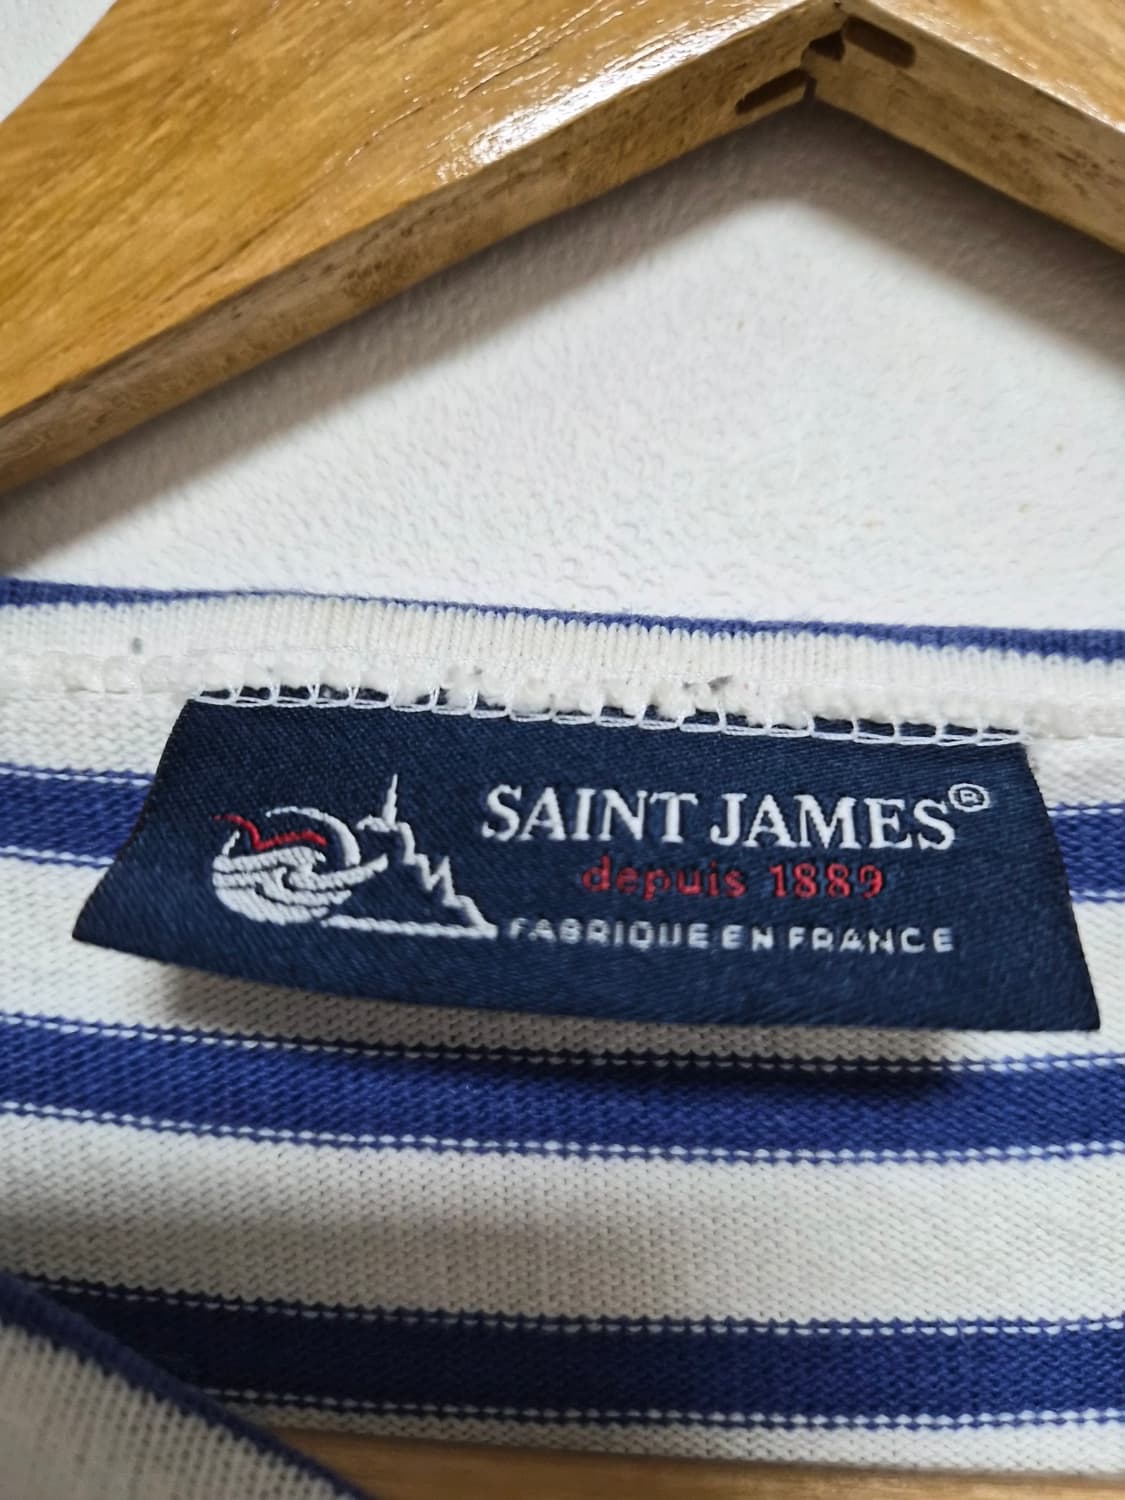 SAINT JAMES®
depuis 1889
FABRIQUE EN FRANCE